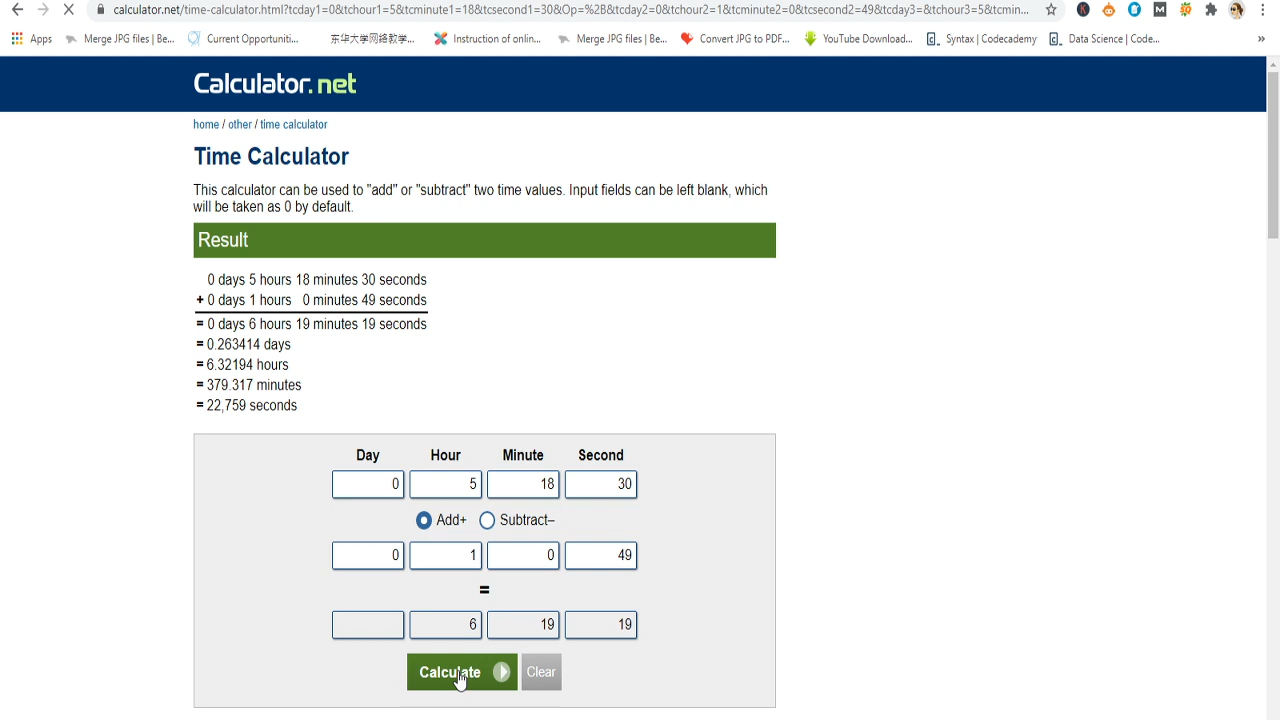 calculator.net/time-calculator.html?tcday1=0&tchour1=5&tcminute1=18&tcsecond1=30&Op=%2B&tcday2=0&tchour2=1&tcminute2=0&tcsecond2=49&tcday3=&tchour3=5&tcmin...
Apps Merge JPG files | Be... Current Opportuniti... 东华大学网络教学... Instruction of onlin... Merge JPG files | Be... Convert JPG to PDF... YouTube Download... Syntax | Codecademy Data Science | Code... »
Calculator.net
home / other / time calculator
Time Calculator
This calculator can be used to "add" or "subtract" two time values. Input fields can be left blank, which
will be taken as 0 by default.
Result
0 days 5 hours 18 minutes 30 seconds
+ 0 days 1 hours 0 minutes 49 seconds
= 0 days 6 hours 19 minutes 19 seconds
= 0.263414 days
= 6.32194 hours
= 379.317 minutes
= 22,759 seconds
Day Hour Minute Second
0 5 18 30
Add+ Subtract–
0 1 0 49
=
6 19 19
Calculate Clear